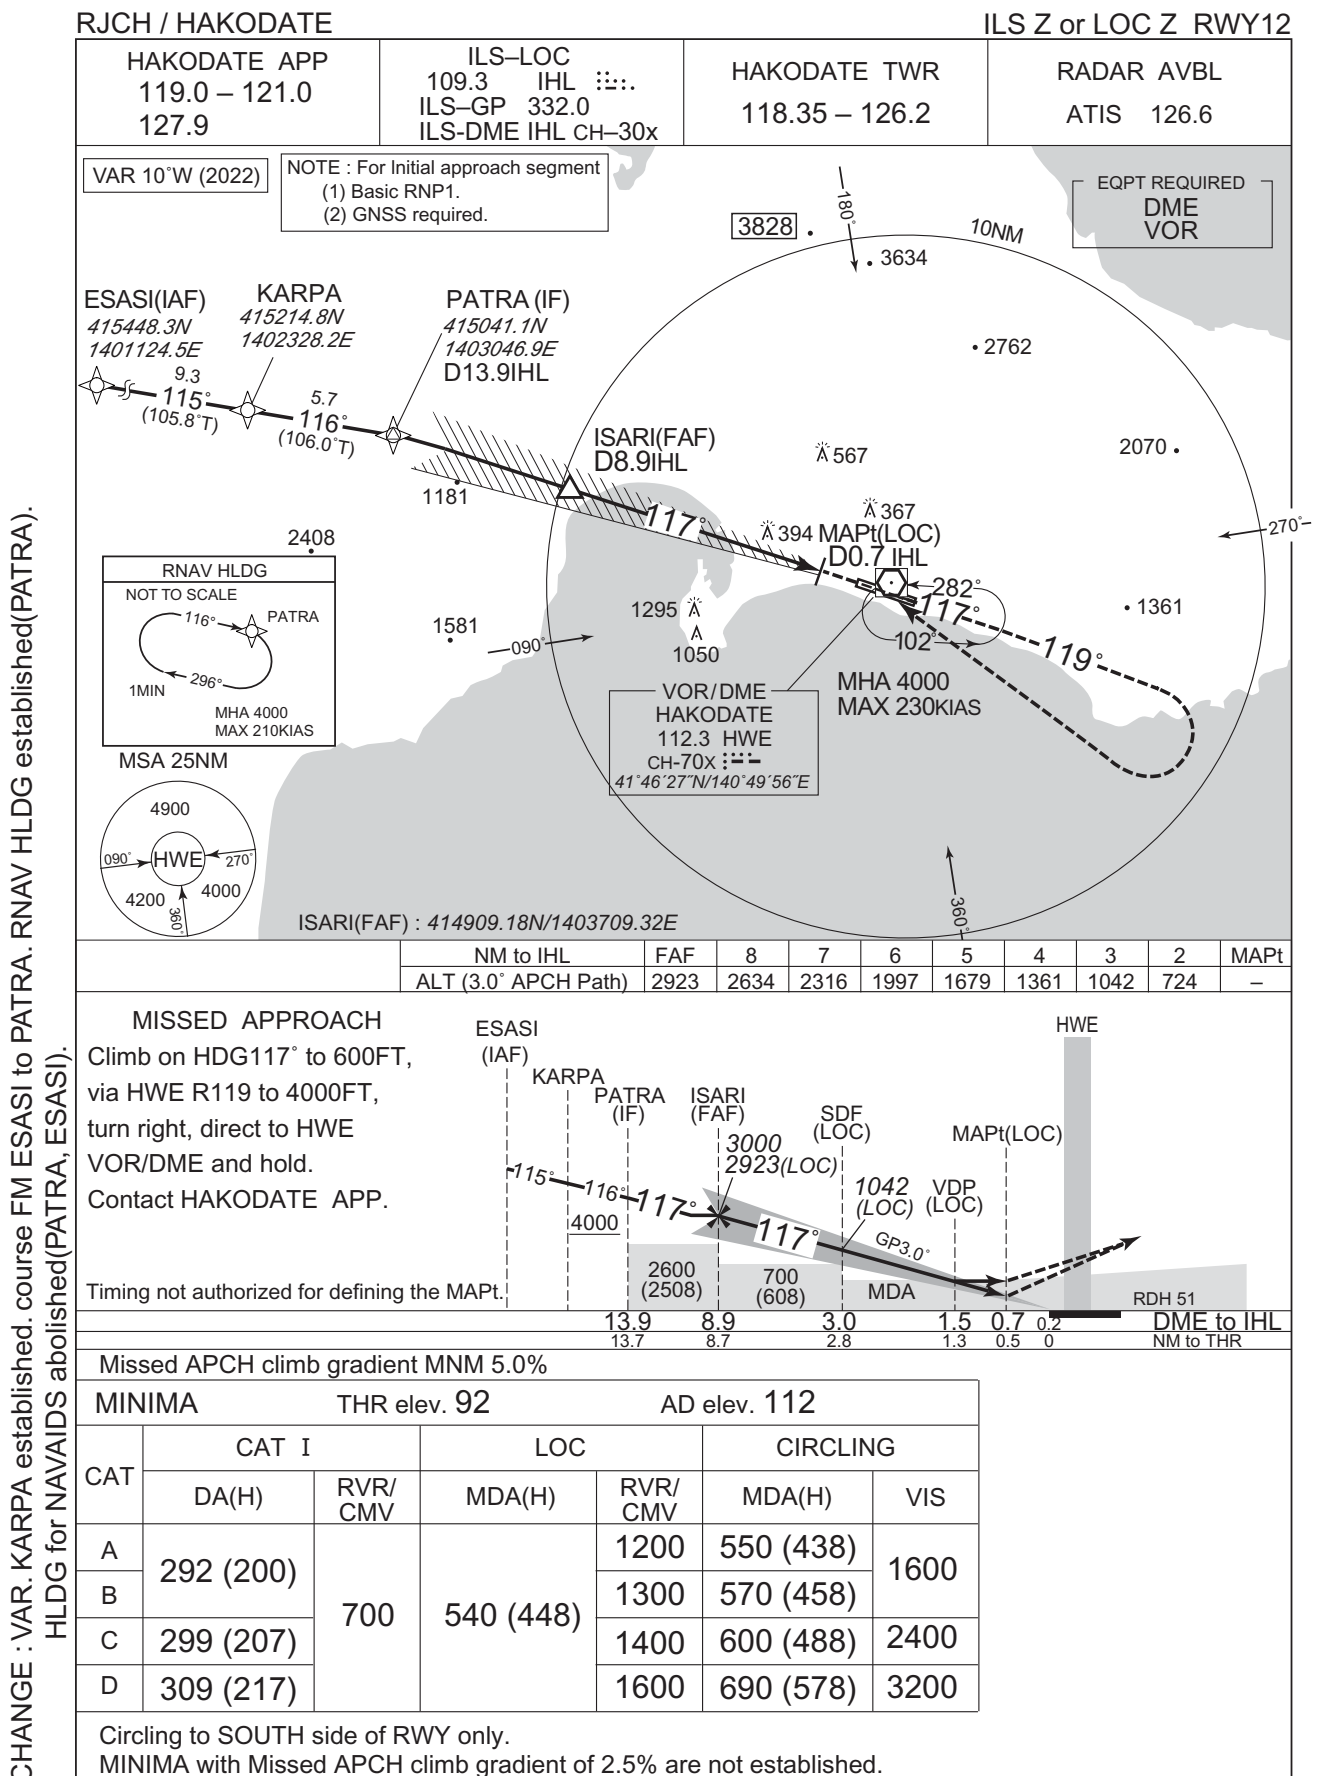 RJCH / HAKODATE
ILS Z or LOC Z RWY12
HAKODATE APP
119.0 – 121.0
127.9
ILS–LOC
109.3 IHL
ILS–GP 332.0
ILS-DME IHL CH–30x
HAKODATE TWR
118.35 – 126.2
RADAR AVBL
ATIS 126.6
VAR 10°W (2022)
NOTE : For Initial approach segment
(1) Basic RNP1.
(2) GNSS required.
EQPT REQUIRED
DME
VOR
180°
3828
10NM
3634
ESASI(IAF)
415448.3N
1401124.5E
KARPA
415214.8N
1402328.2E
PATRA (IF)
415041.1N
1403046.9E
D13.9IHL
2762
9.3
115°
(105.8°T)
5.7
116°
(106.0°T)
ISARI(FAF)
D8.9IHL
567
2070
1181
117°
394
367
MAPt(LOC)
D0.7 IHL
270°
2408
RNAV HLDG
NOT TO SCALE
116°
PATRA
296°
1MIN
MHA 4000
MAX 210KIAS
1581
090°
1295
1050
282°
117°
102°
119°
1361
MHA 4000
MAX 230KIAS
VOR/DME
HAKODATE
112.3 HWE
CH-70X
41°46′27″N/140°49′56″E
MSA 25NM
4900
090°
HWE
270°
4200
4000
360°
360°
ISARI(FAF) : 414909.18N/1403709.32E
NM to IHL FAF 8 7 6 5 4 3 2 MAPt
ALT (3.0° APCH Path) 2923 2634 2316 1997 1679 1361 1042 724 –
MISSED APPROACH
Climb on HDG117° to 600FT,
via HWE R119 to 4000FT,
turn right, direct to HWE
VOR/DME and hold.
Contact HAKODATE APP.
Timing not authorized for defining the MAPt.
ESASI
(IAF)
KARPA
PATRA
(IF)
ISARI
(FAF)
3000
2923(LOC)
SDF
(LOC)
1042
(LOC)
VDP
(LOC)
MAPt(LOC)
HWE
115°
116°
117°
4000
117°
GP3.0°
2600
(2508)
700
(608)
MDA
RDH 51
13.9 8.9 3.0 1.5 0.7 0.2 DME to IHL
13.7 8.7 2.8 1.3 0.5 0 NM to THR
Missed APCH climb gradient MNM 5.0%
MINIMA THR elev. 92 AD elev. 112
CAT
CAT I
LOC
CIRCLING
DA(H)
RVR/
CMV
MDA(H)
RVR/
CMV
MDA(H)
VIS
A
292 (200)
700
540 (448)
1200
550 (438)
1600
B
1300
570 (458)
C
299 (207)
1400
600 (488)
2400
D
309 (217)
1600
690 (578)
3200
Circling to SOUTH side of RWY only.
MINIMA with Missed APCH climb gradient of 2.5% are not established.
CHANGE : VAR. KARPA established. course FM ESASI to PATRA. RNAV HLDG established(PATRA).
HLDG for NAVAIDS abolished(PATRA, ESASI).